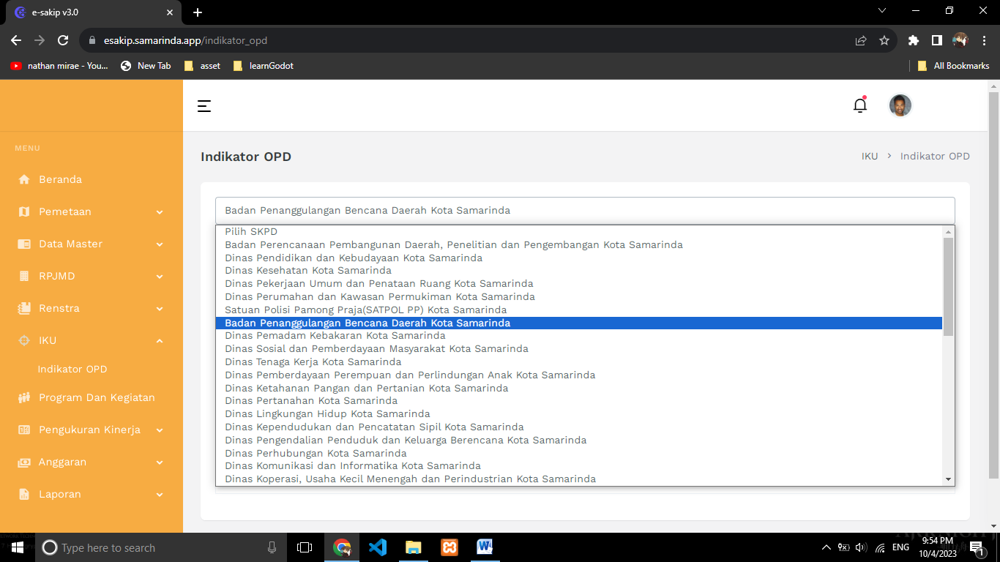 e-sakip v3.0
esakip.samarinda.app/indikator_opd
nathan mirae - You...
New Tab
asset
learnGodot
All Bookmarks
MENU
Beranda
Pemetaan
Data Master
RPJMD
Renstra
IKU
Indikator OPD
Program Dan Kegiatan
Pengukuran Kinerja
Anggaran
Laporan
Indikator OPD
IKU > Indikator OPD
Badan Penanggulangan Bencana Daerah Kota Samarinda
Pilih SKPD
Badan Perencanaan Pembangunan Daerah, Penelitian dan Pengembangan Kota Samarinda
Dinas Pendidikan dan Kebudayaan Kota Samarinda
Dinas Kesehatan Kota Samarinda
Dinas Pekerjaan Umum dan Penataan Ruang Kota Samarinda
Dinas Perumahan dan Kawasan Permukiman Kota Samarinda
Satuan Polisi Pamong Praja(SATPOL PP) Kota Samarinda
Badan Penanggulangan Bencana Daerah Kota Samarinda
Dinas Pemadam Kebakaran Kota Samarinda
Dinas Sosial dan Pemberdayaan Masyarakat Kota Samarinda
Dinas Tenaga Kerja Kota Samarinda
Dinas Pemberdayaan Perempuan dan Perlindungan Anak Kota Samarinda
Dinas Ketahanan Pangan dan Pertanian Kota Samarinda
Dinas Pertanahan Kota Samarinda
Dinas Lingkungan Hidup Kota Samarinda
Dinas Kependudukan dan Pencatatan Sipil Kota Samarinda
Dinas Pengendalian Penduduk dan Keluarga Berencana Kota Samarinda
Dinas Perhubungan Kota Samarinda
Dinas Komunikasi dan Informatika Kota Samarinda
Dinas Koperasi, Usaha Kecil Menengah dan Perindustrian Kota Samarinda
Type here to search
ENG
9:54 PM
10/4/2023
1